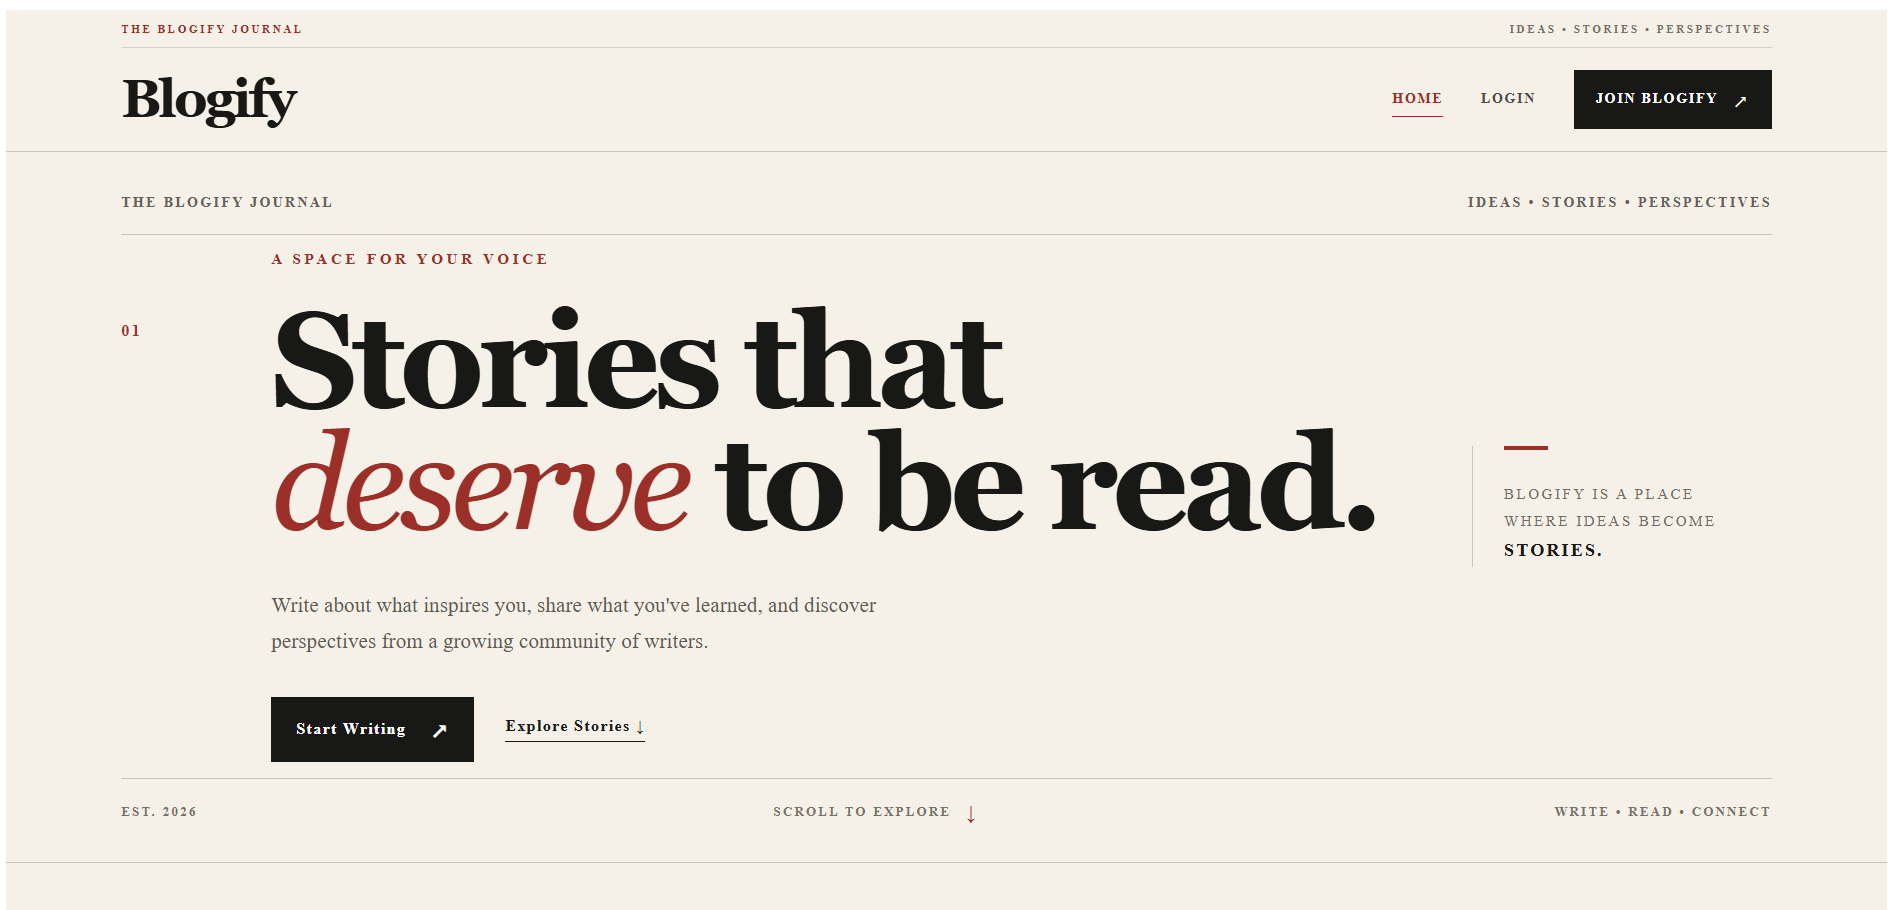 THE BLOGIFY JOURNAL
IDEAS • STORIES • PERSPECTIVES
Blogify
HOME
LOGIN
JOIN BLOGIFY ↗
THE BLOGIFY JOURNAL
IDEAS • STORIES • PERSPECTIVES
A SPACE FOR YOUR VOICE
01
Stories that
deserve to be read.
BLOGIFY IS A PLACE
WHERE IDEAS BECOME
STORIES.
Write about what inspires you, share what you've learned, and discover
perspectives from a growing community of writers.
Start Writing ↗
Explore Stories ↓
EST. 2026
SCROLL TO EXPLORE ↓
WRITE • READ • CONNECT